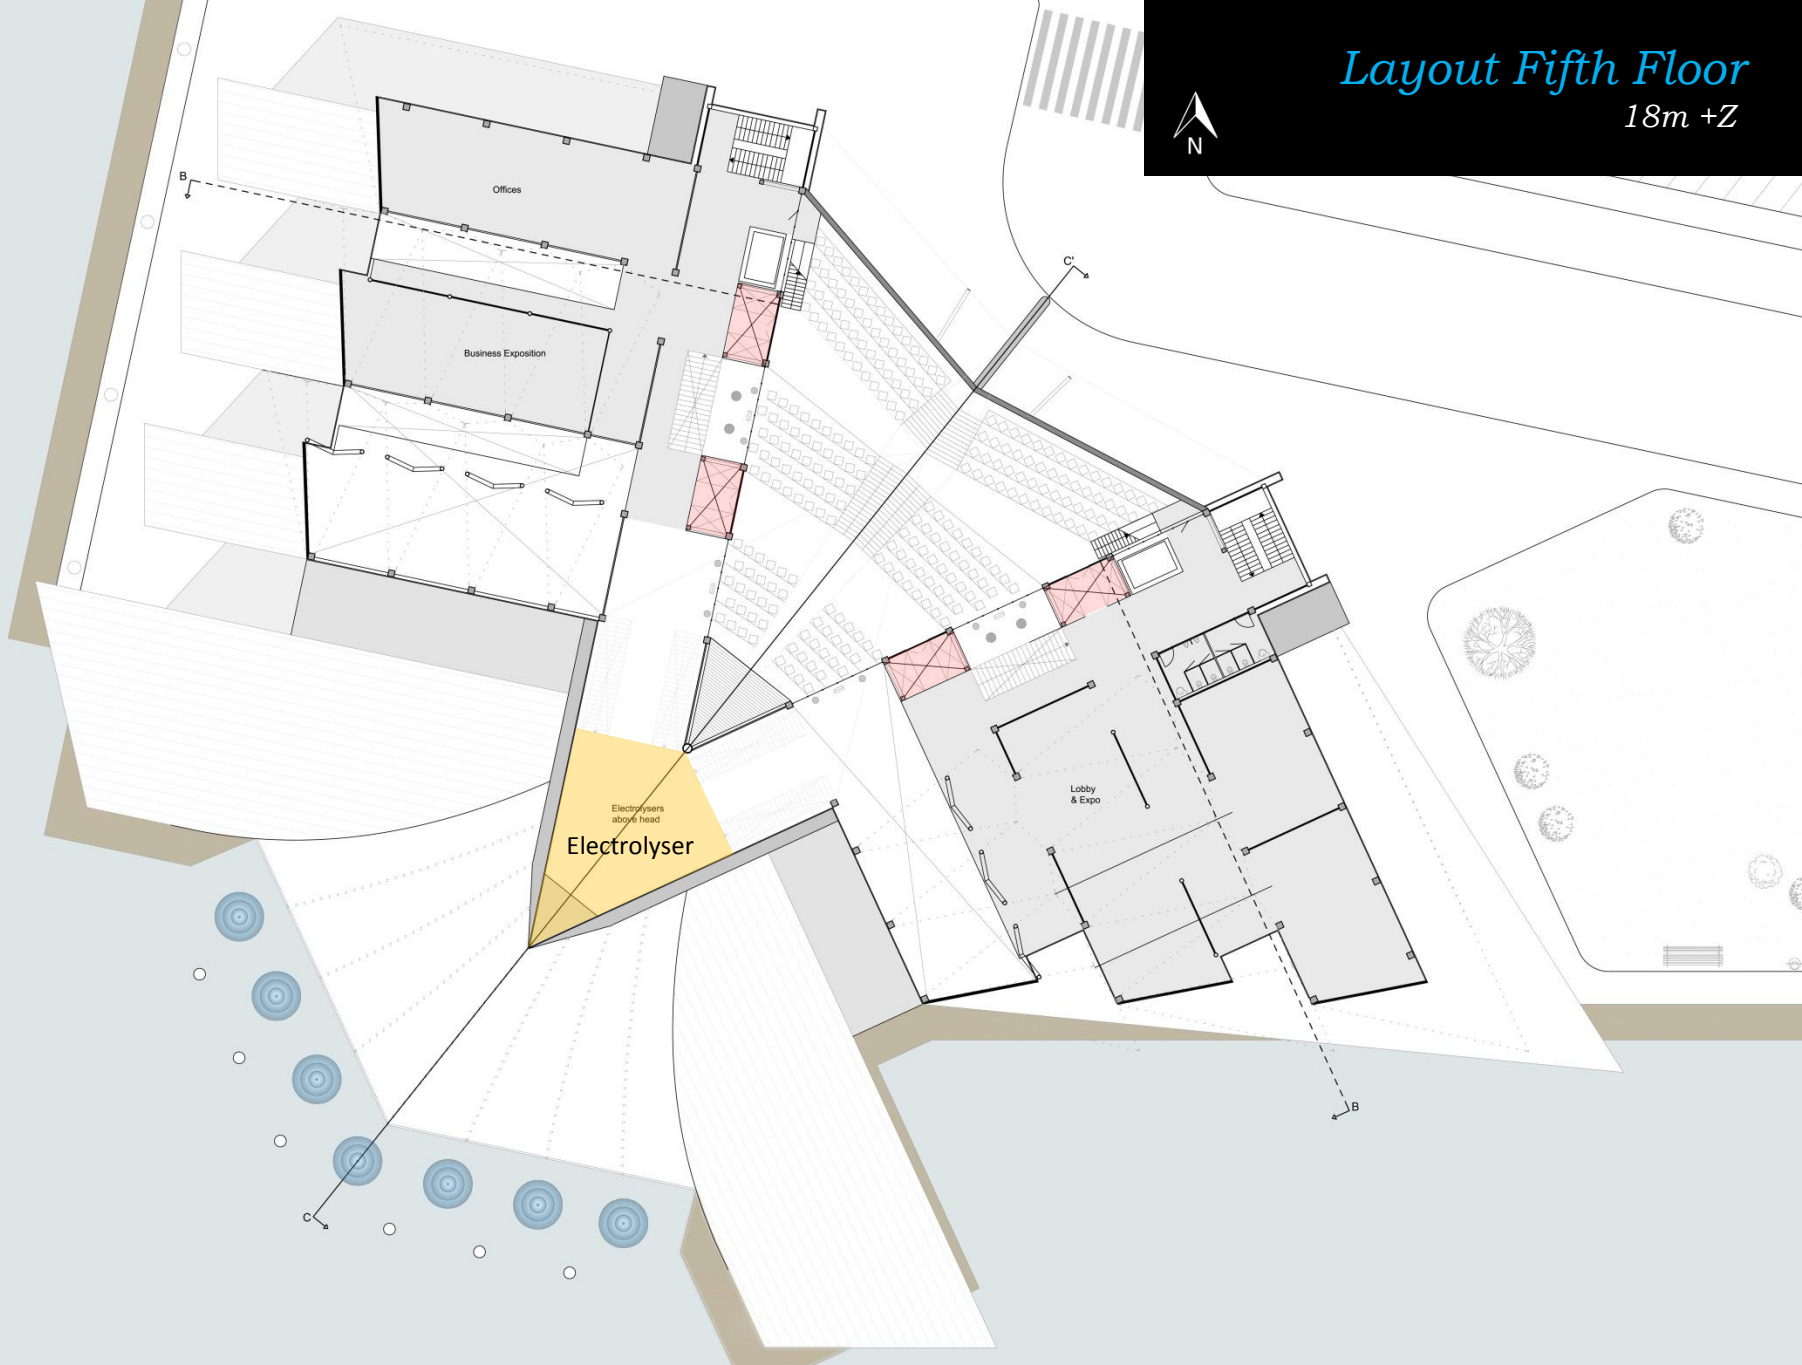 Layout Fifth Floor
18m +Z
N
B
Offices
C'
Business Exposition
Lobby
& Expo
Electrolysers
above head
Electrolyser
B
C